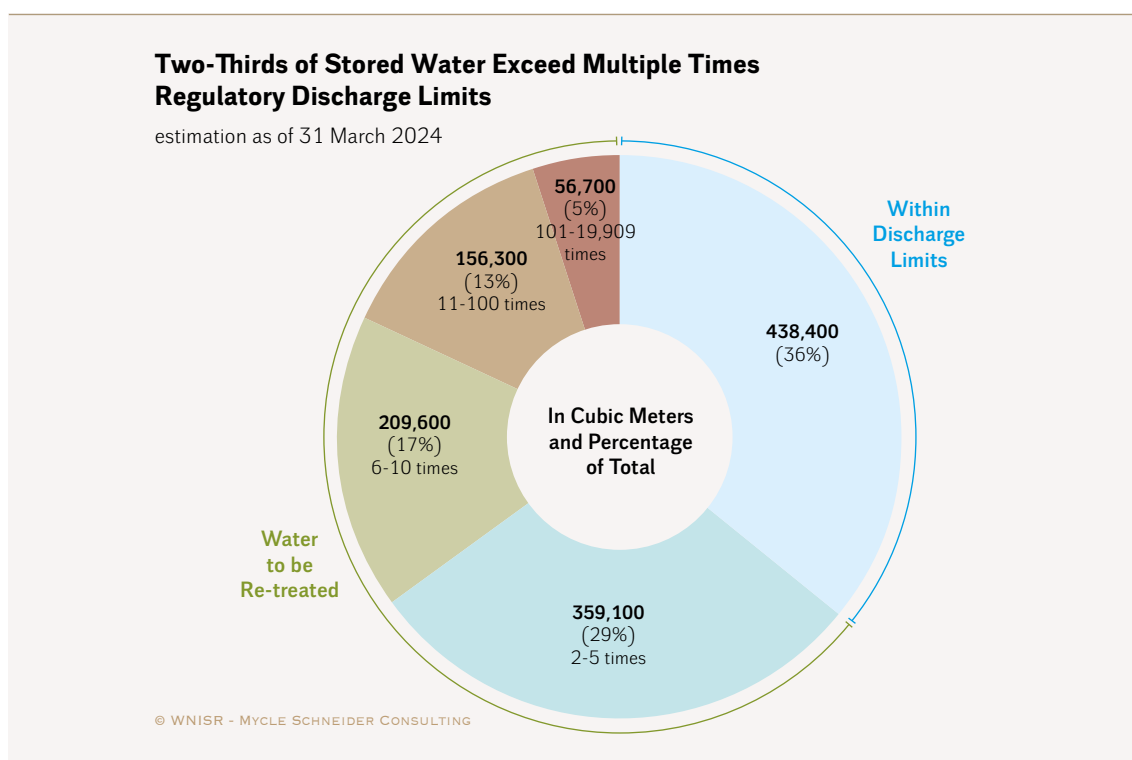 Two-Thirds of Stored Water Exceed Multiple Times
Regulatory Discharge Limits
estimation as of 31 March 2024
56,700
(5%)
101-19,909
times
Within
Discharge
Limits
156,300
(13%)
11-100 times
438,400
(36%)
In Cubic Meters
and Percentage
of Total
209,600
(17%)
6-10 times
Water
to be
Re-treated
359,100
(29%)
2-5 times
© WNISR - Mycle Schneider Consulting